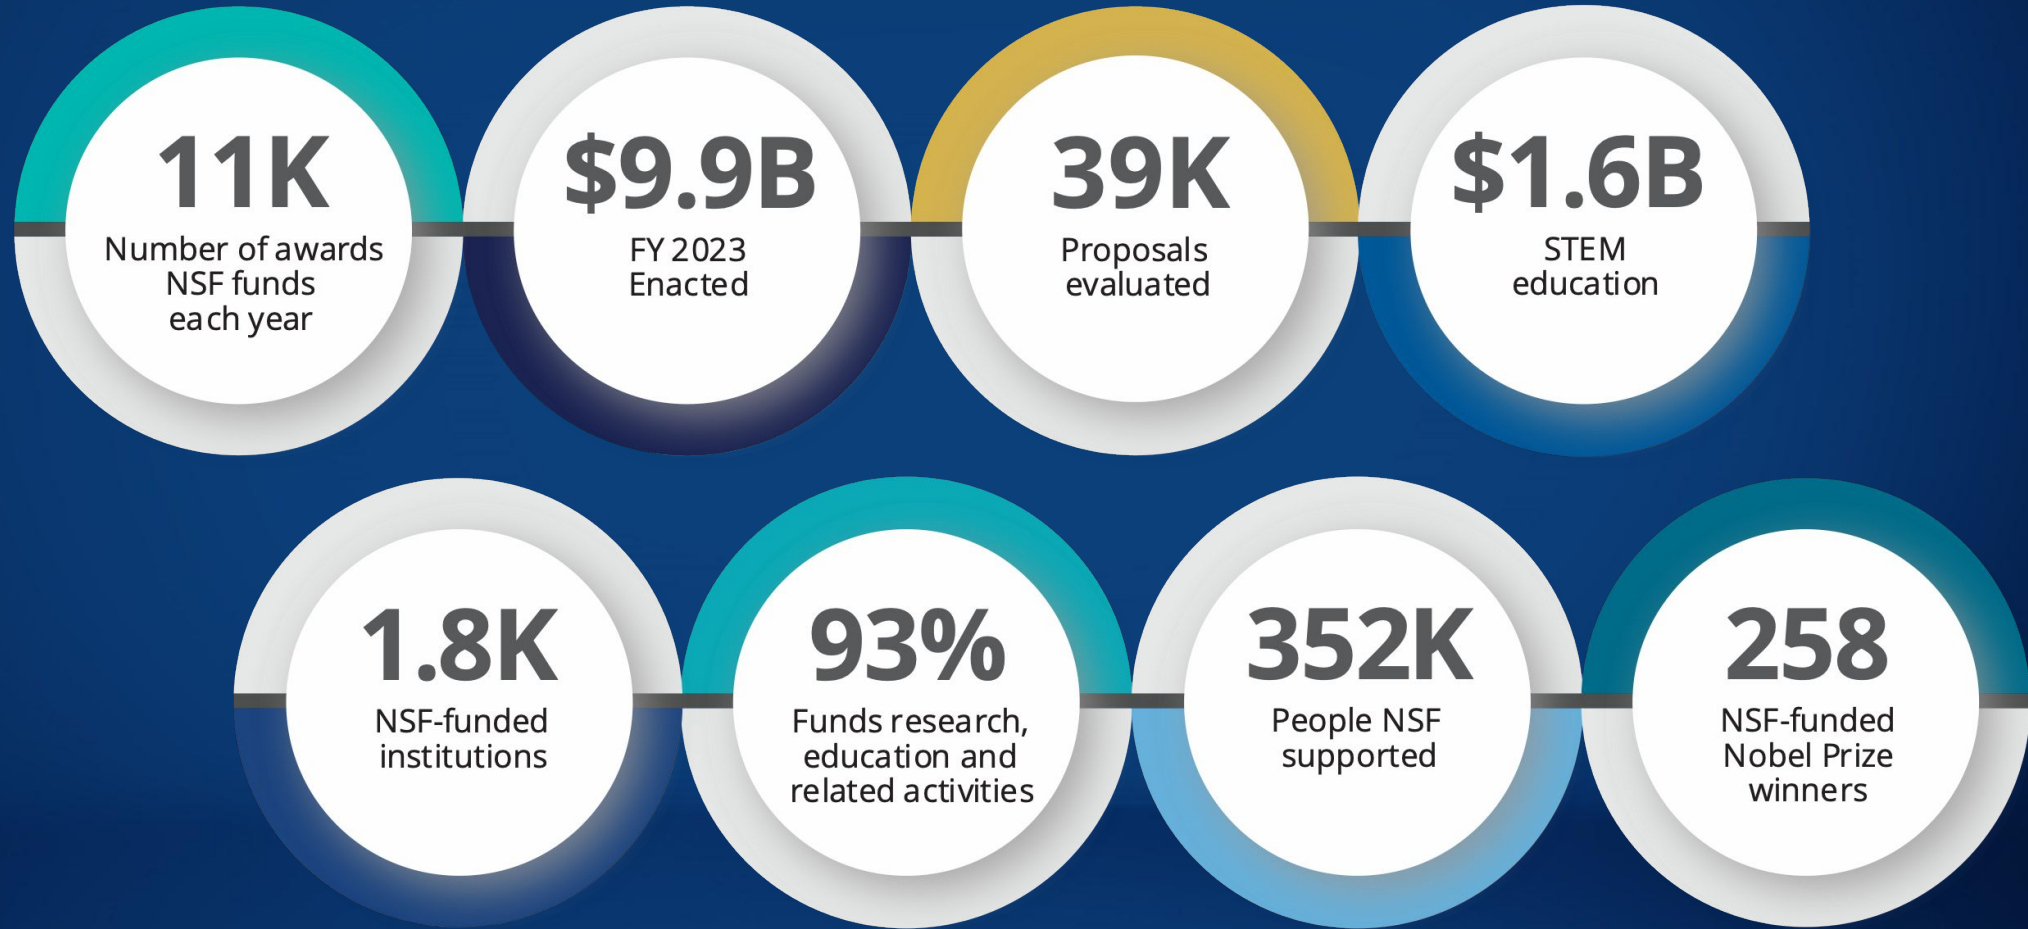 11K
Number of awards
NSF funds
each year
$9.9B
FY 2023
Enacted
39K
Proposals
evaluated
$1.6B
STEM
education
1.8K
NSF-funded
institutions
93%
Funds research,
education and
related activities
352K
People NSF
supported
258
NSF-funded
Nobel Prize
winners